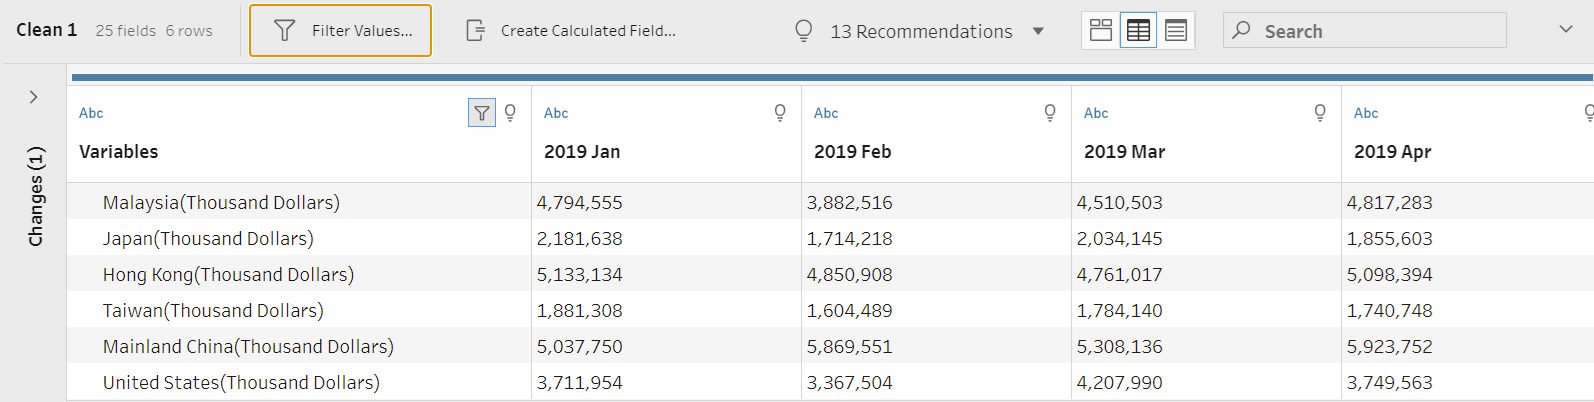 Clean 1 25 fields 6 rows Filter Values... Create Calculated Field... 13 Recommendations Search
Changes (1)
Abc Abc Abc Abc Abc
Variables 2019 Jan 2019 Feb 2019 Mar 2019 Apr
Malaysia(Thousand Dollars) 4,794,555 3,882,516 4,510,503 4,817,283
Japan(Thousand Dollars) 2,181,638 1,714,218 2,034,145 1,855,603
Hong Kong(Thousand Dollars) 5,133,134 4,850,908 4,761,017 5,098,394
Taiwan(Thousand Dollars) 1,881,308 1,604,489 1,784,140 1,740,748
Mainland China(Thousand Dollars) 5,037,750 5,869,551 5,308,136 5,923,752
United States(Thousand Dollars) 3,711,954 3,367,504 4,207,990 3,749,563